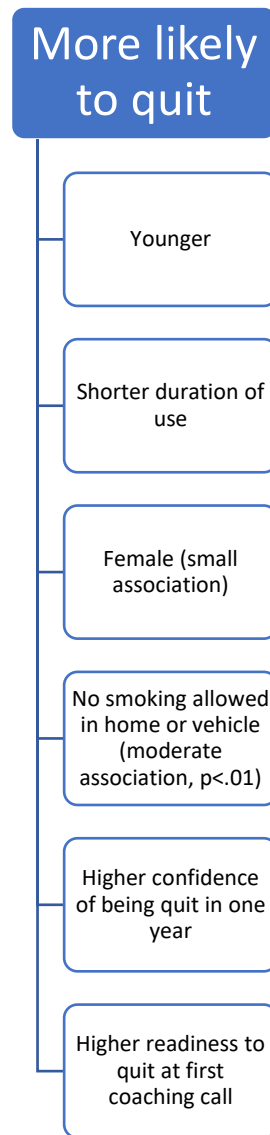 More likely
to quit
Younger
Shorter duration of
use
Female (small
association)
No smoking allowed
in home or vehicle
(moderate
association, p<.01)
Higher confidence
of being quit in one
year
Higher readiness to
quit at first
coaching call